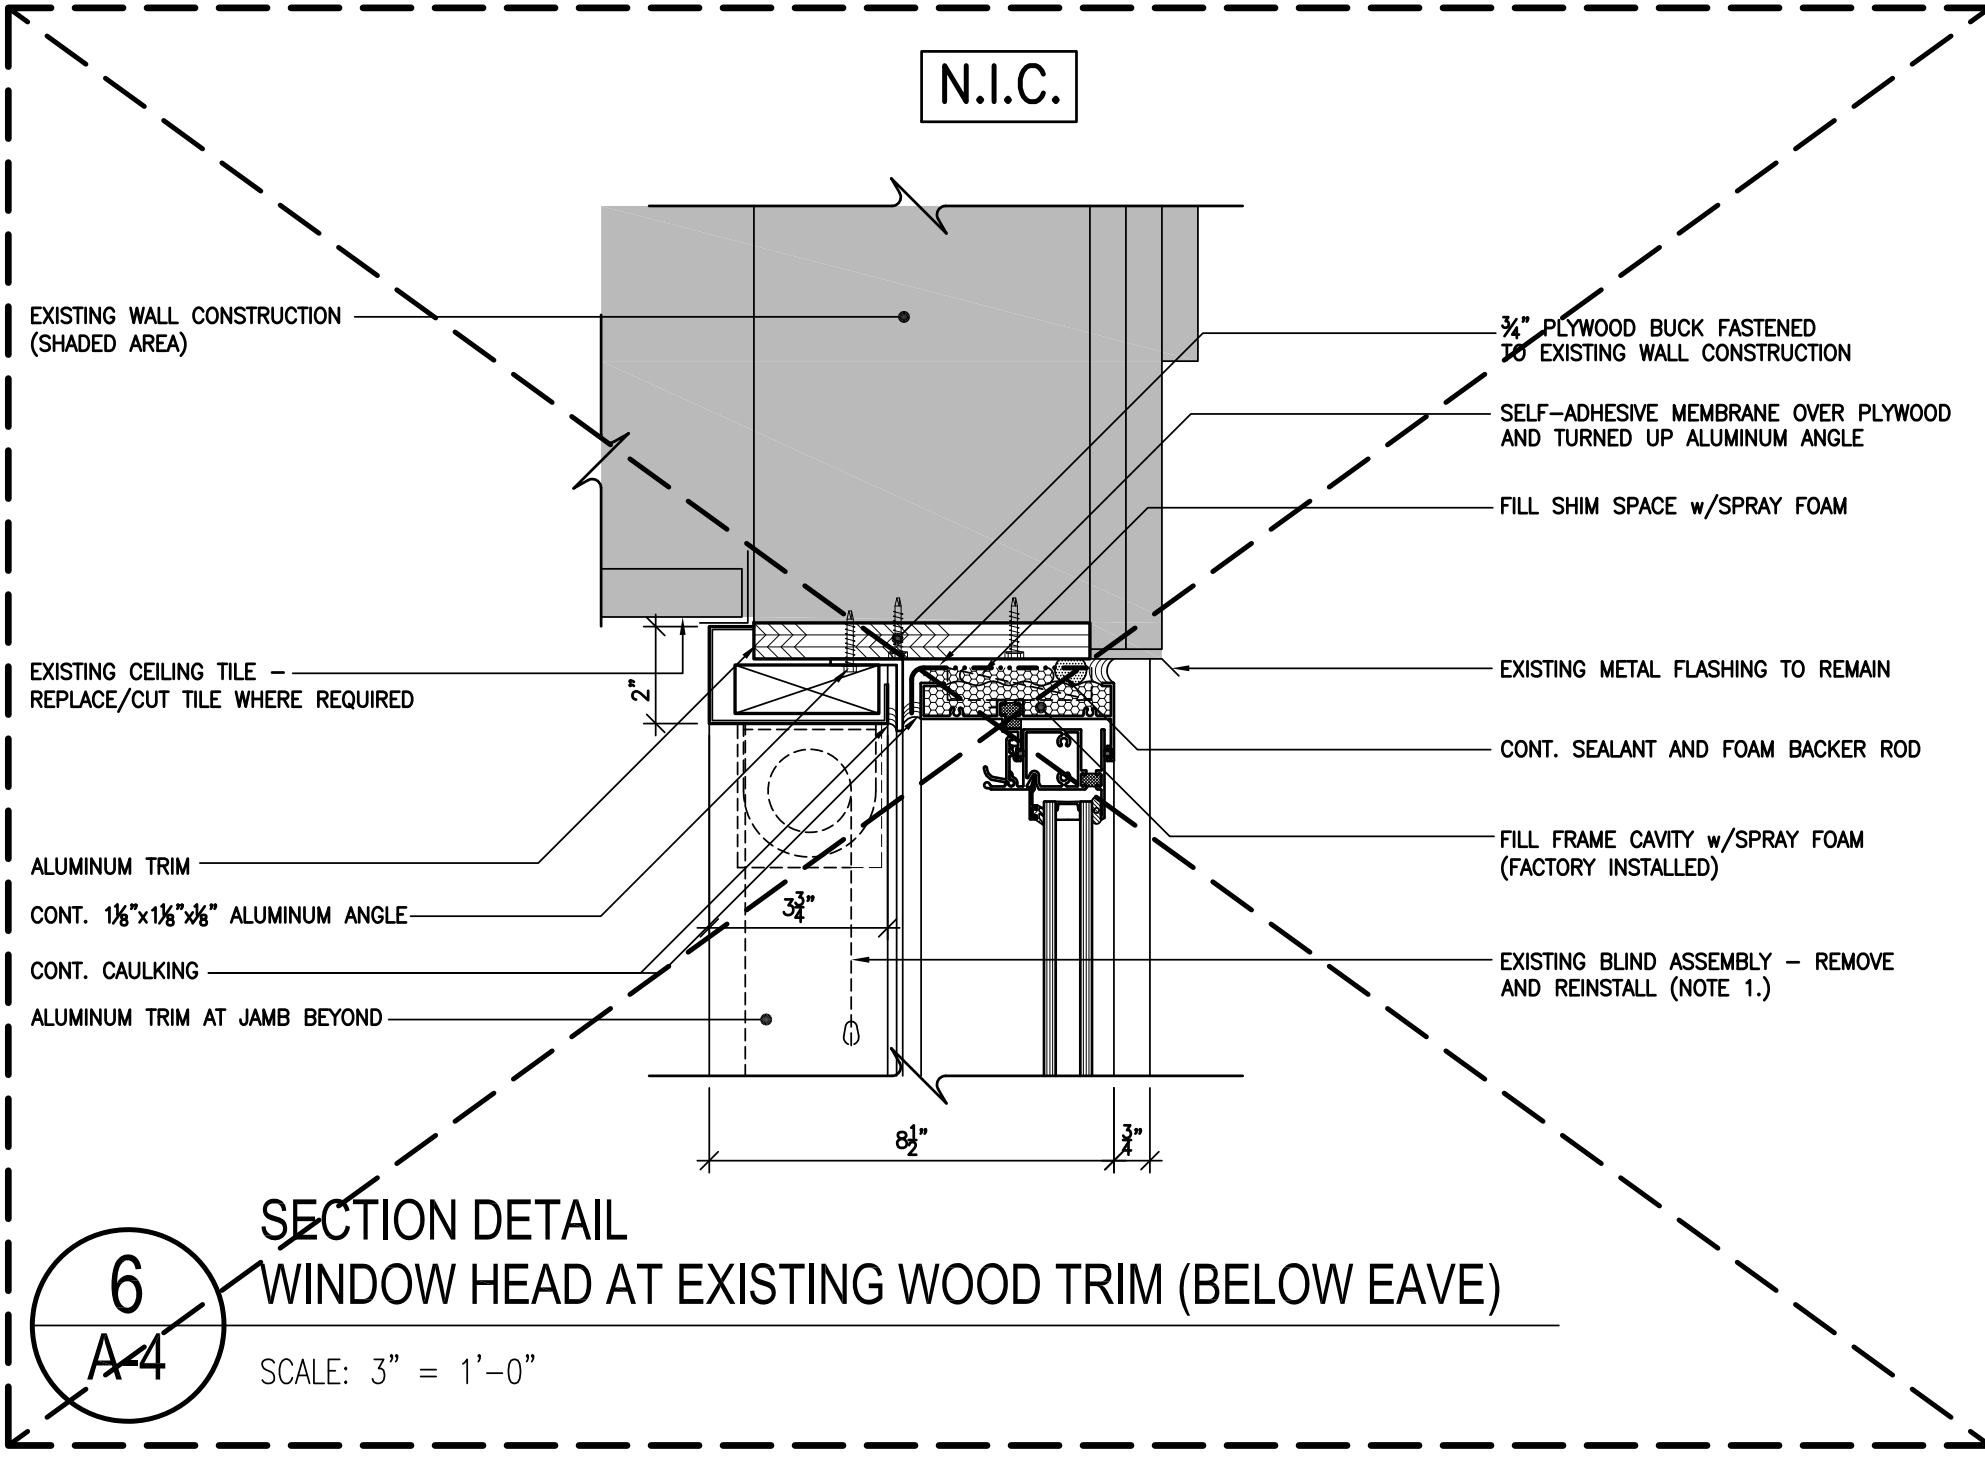 N.I.C.
EXISTING WALL CONSTRUCTION
(SHADED AREA)
EXISTING CEILING TILE –
REPLACE/CUT TILE WHERE REQUIRED
ALUMINUM TRIM
CONT. 1⅛"x1⅛"x⅛" ALUMINUM ANGLE
CONT. CAULKING
ALUMINUM TRIM AT JAMB BEYOND
2"
3¾"
8½"
¾"
¾" PLYWOOD BUCK FASTENED
TO EXISTING WALL CONSTRUCTION
SELF-ADHESIVE MEMBRANE OVER PLYWOOD
AND TURNED UP ALUMINUM ANGLE
FILL SHIM SPACE w/SPRAY FOAM
EXISTING METAL FLASHING TO REMAIN
CONT. SEALANT AND FOAM BACKER ROD
FILL FRAME CAVITY w/SPRAY FOAM
(FACTORY INSTALLED)
EXISTING BLIND ASSEMBLY – REMOVE
AND REINSTALL (NOTE 1.)
6
A-4
SECTION DETAIL
WINDOW HEAD AT EXISTING WOOD TRIM (BELOW EAVE)
SCALE: 3" = 1'-0"